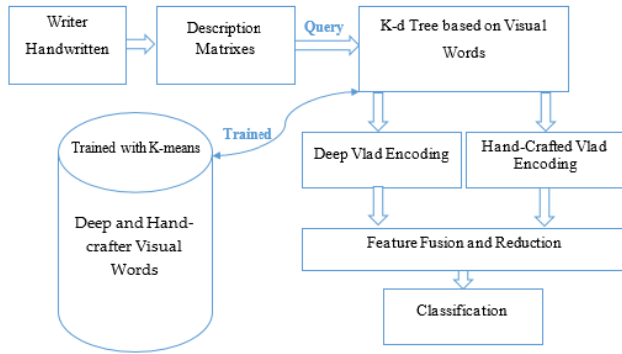 Writer
Handwritten
Description
Matrixes
Query
K-d Tree based on Visual
Words
Trained
Trained with K-means
Deep and Hand-
crafter Visual
Words
Deep Vlad Encoding
Hand-Crafted Vlad
Encoding
Feature Fusion and Reduction
Classification